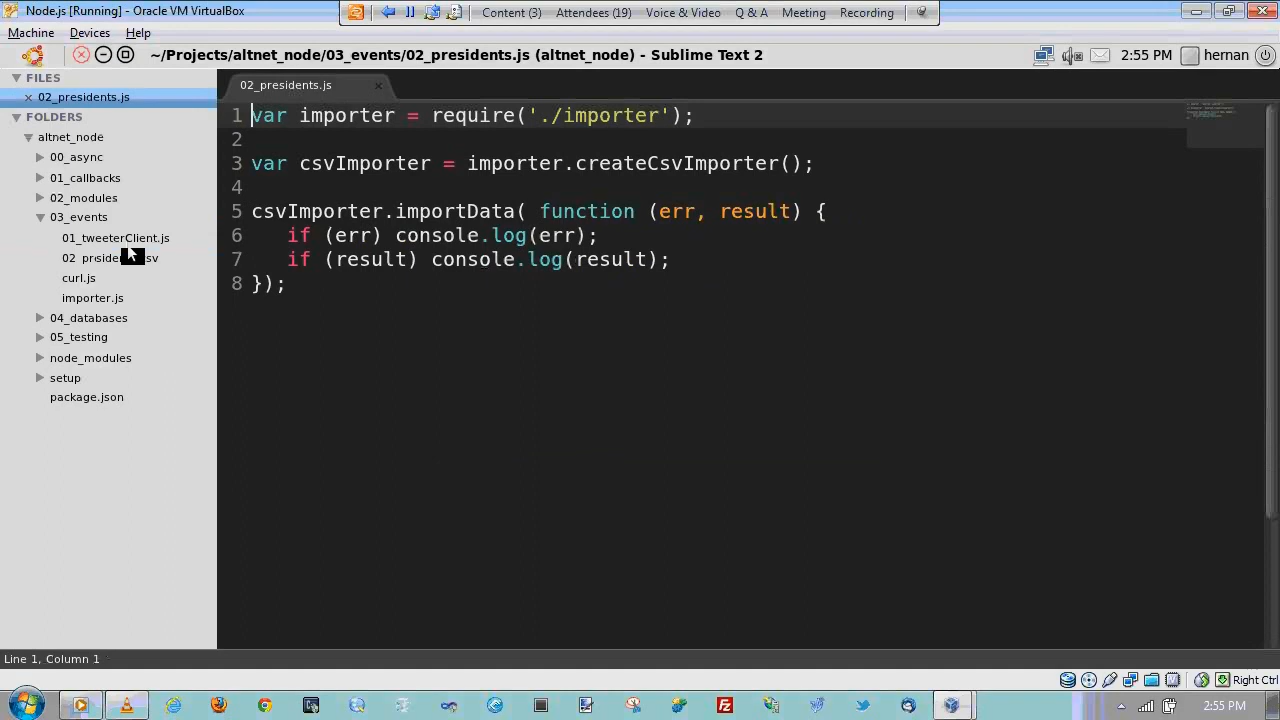 Node.js [Running] - Oracle VM VirtualBox
Content (3) Attendees (19) Voice & Video Q & A Meeting Recording
Machine Devices Help
~/Projects/altnet_node/03_events/02_presidents.js (altnet_node) - Sublime Text 2
2:55 PM hernan
FILES
02_presidents.js
FOLDERS
altnet_node
00_async
01_callbacks
02_modules
03_events
01_tweeterClient.js
curl.js
importer.js
04_databases
05_testing
node_modules
setup
package.json
02_presidents.js
1 var importer = require('./importer');
2
3 var csvImporter = importer.createCsvImporter();
4
5 csvImporter.importData( function (err, result) {
6 if (err) console.log(err);
7 if (result) console.log(result);
8 });
Line 1, Column 1
Right Ctrl
2:55 PM